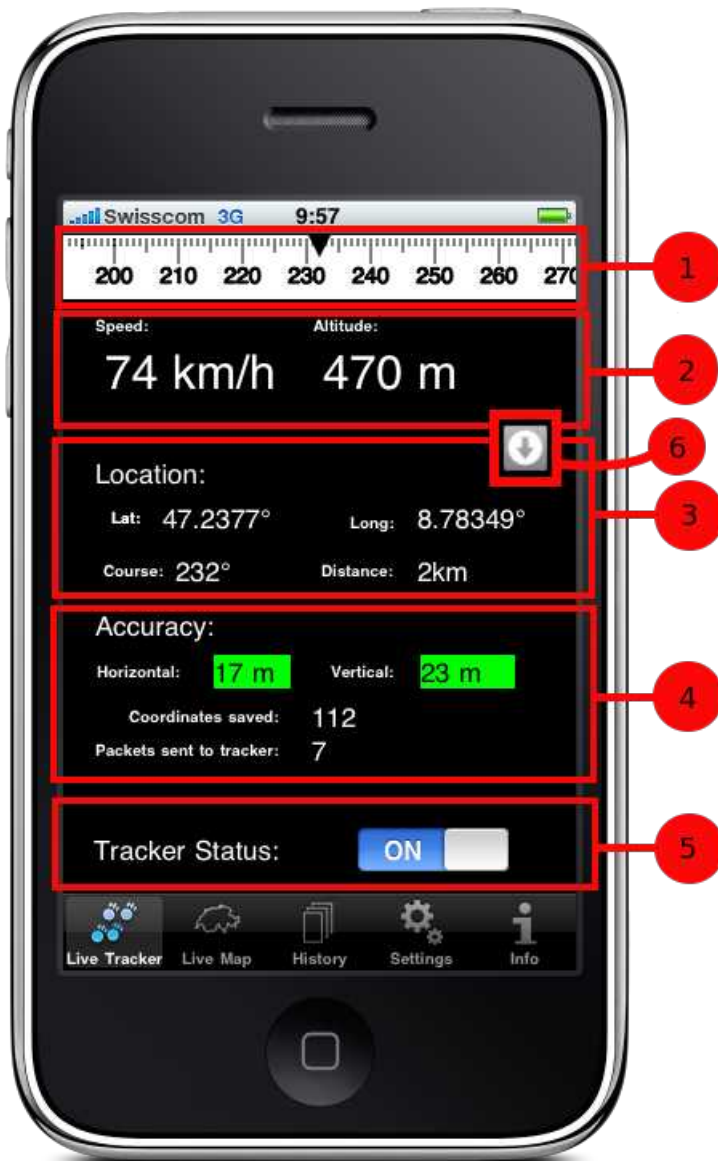 Swisscom 3G 9:57
200 210 220 230 240 250 260 270
1
Speed: Altitude:
74 km/h 470 m
2
6
Location:
Lat: 47.2377° Long: 8.78349°
3
Course: 232° Distance: 2km
Accuracy:
Horizontal: 17 m Vertical: 23 m
4
Coordinates saved: 112
Packets sent to tracker: 7
Tracker Status: ON
5
Live Tracker Live Map History Settings Info